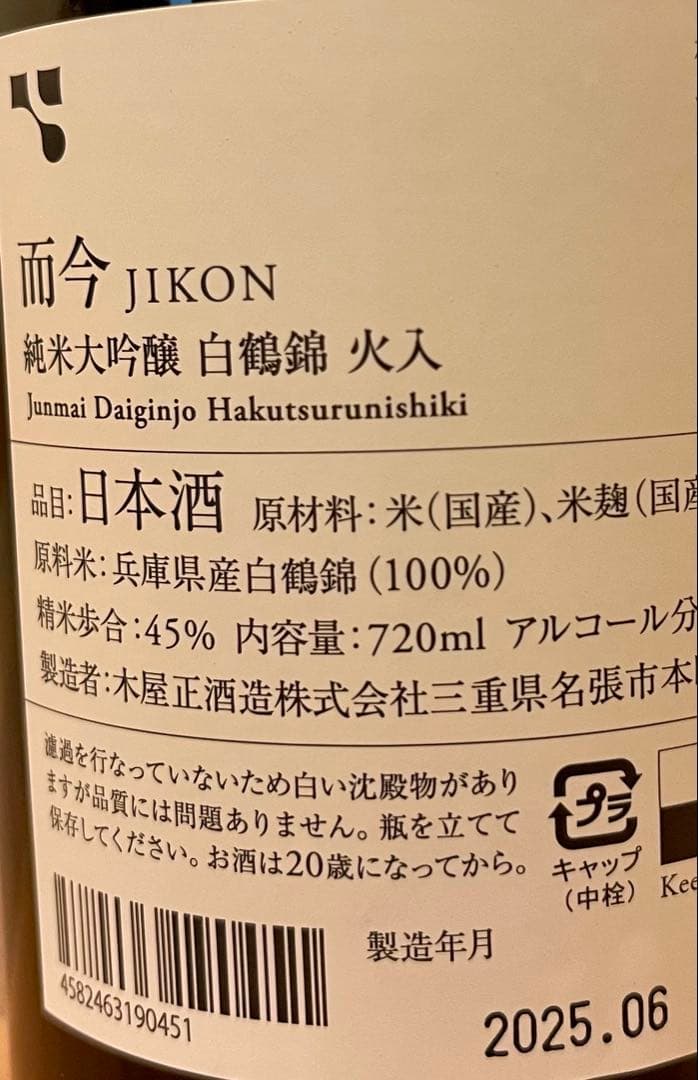 而今 JIKON
純米大吟醸 白鶴錦 火入
Junmai Daiginjo Hakutsurunishiki
品目:日本酒 原材料:米(国産)、米麹(国産
原料米:兵庫県産白鶴錦(100%)
精米歩合:45% 内容量:720ml アルコール分
製造者:木屋正酒造株式会社三重県名張市本
濾過を行なっていないため白い沈殿物があり
ますが品質には問題ありません。瓶を立てて
保存してください。お酒は20歳になってから。
プラ
キャップ
(中栓)
Kee
4582463190451
製造年月
2025.06